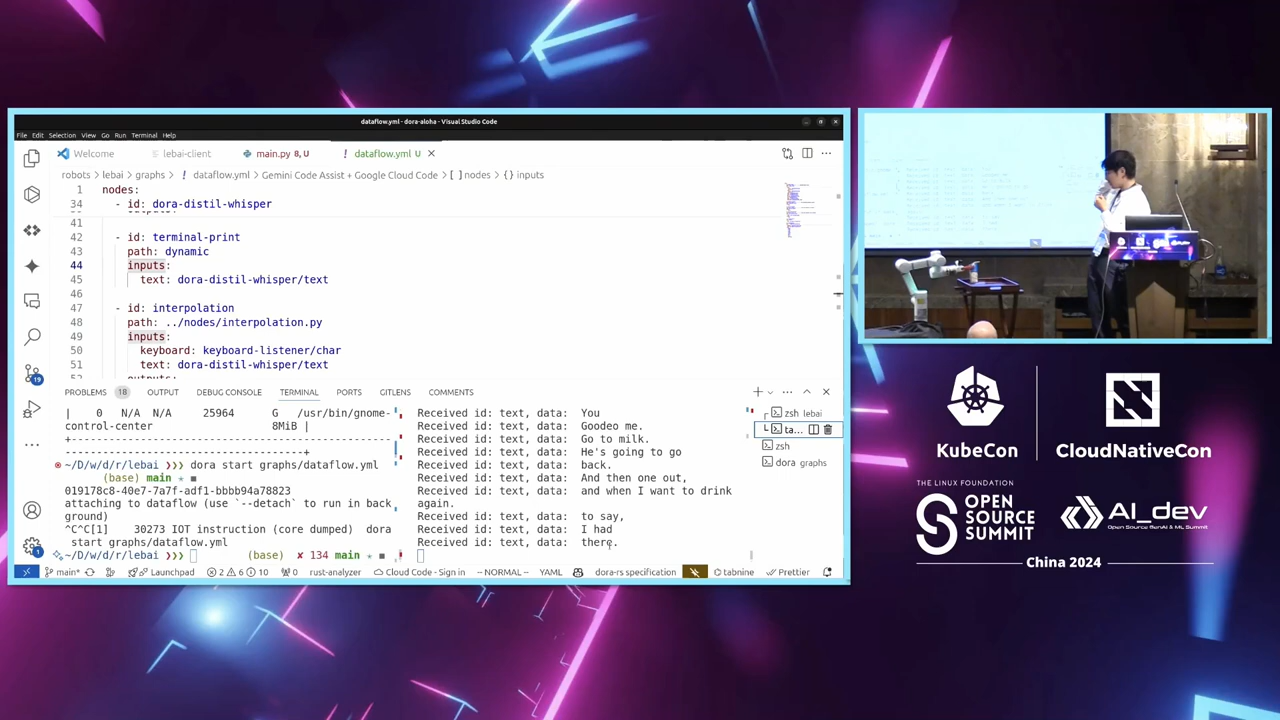 dataflow.yml - dora-aloha - Visual Studio Code
File Edit Selection View Go Run Terminal Help
Welcome lebai-client main.py 8, U ! dataflow.yml U
robots > lebai > graphs > ! dataflow.yml > Gemini Code Assist + Google Cloud Code > [ ] nodes > {} inputs
1 nodes:
34 - id: dora-distil-whisper
41
42 - id: terminal-print
43 path: dynamic
44 inputs:
45 text: dora-distil-whisper/text
46
47 - id: interpolation
48 path: ../nodes/interpolation.py
49 inputs:
50 keyboard: keyboard-listener/char
51 text: dora-distil-whisper/text
PROBLEMS 18 OUTPUT DEBUG CONSOLE TERMINAL PORTS GITLENS COMMENTS
| 0 N/A N/A 25964 G /usr/bin/gnome-
control-center 8MiB |
+-----------------------------------------
--------------------------------------+
~/D/w/d/r/lebai ❯❯❯ dora start graphs/dataflow.yml
(base) main ✶ ■
019178c8-40e7-7a7f-adf1-bbbb94a78823
attaching to dataflow (use `--detach` to run in back
ground)
^C^C[1] 30273 IOT instruction (core dumped) dora
start graphs/dataflow.yml
~/D/w/d/r/lebai ❯❯❯ (base) ✘ 134 main ✶ ■
Received id: text, data: You
Received id: text, data: Goodeo me.
Received id: text, data: Go to milk.
Received id: text, data: He's going to go
Received id: text, data: back.
Received id: text, data: And then one out,
Received id: text, data: and when I want to drink
again.
Received id: text, data: to say,
Received id: text, data: I had
Received id: text, data: there.
zsh lebai
ta...
zsh
dora graphs
19
1
main* Launchpad 2 6 10 0 rust-analyzer Cloud Code - Sign in -- NORMAL -- YAML dora-rs specification tabnine Prettier
KubeCon
CloudNativeCon
THE LINUX FOUNDATION
OPEN
SOURCE
SUMMIT
AI_dev
Open Source GenAI & ML Summit
China 2024